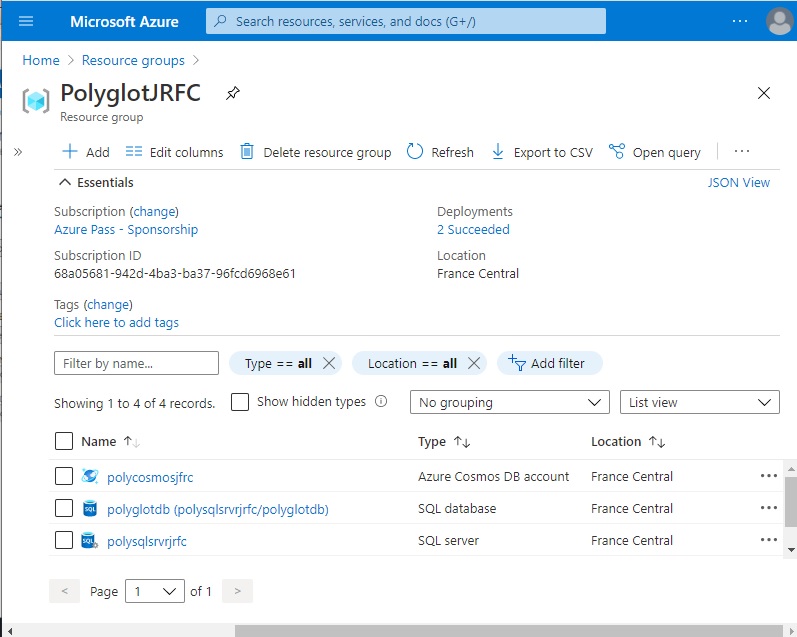 Microsoft Azure
Search resources, services, and docs (G+/)
...
Home > Resource groups >
PolyglotJRFC
Resource group
» Add Edit columns Delete resource group Refresh Export to CSV Open query ...
Essentials JSON View
Subscription (change) Deployments
Azure Pass - Sponsorship 2 Succeeded
Subscription ID Location
68a05681-942d-4ba3-ba37-96fcd6968e61 France Central
Tags (change)
Click here to add tags
Filter by name... Type == all Location == all Add filter
Showing 1 to 4 of 4 records. Show hidden types No grouping List view
Name Type Location
polycosmosjfrc Azure Cosmos DB account France Central ...
SQL polyglotdb (polysqlsrvrjrfc/polyglotdb) SQL database France Central ...
SQL polysqlsrvrjrfc SQL server France Central ...
< Page 1 of 1 >